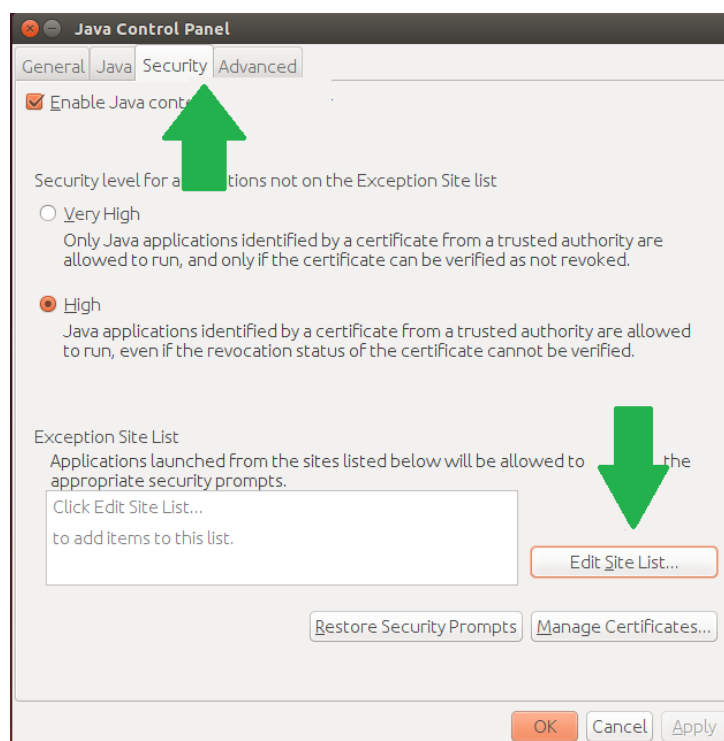 Java Control Panel
General Java Security Advanced
Enable Java
Security level for a tions not on the Exception Site list
Very High
Only Java applications identified by a certificate from a trusted authority are
allowed to run, and only if the certificate can be verified as not revoked.
High
Java applications identified by a certificate from a trusted authority are allowed
to run, even if the revocation status of the certificate cannot be verified.
Exception Site List
Applications launched from the sites listed below will be allowed to the
appropriate security prompts.
Click Edit Site List...
to add items to this list.
Edit Site List...
Restore Security Prompts Manage Certificates...
OK Cancel Apply